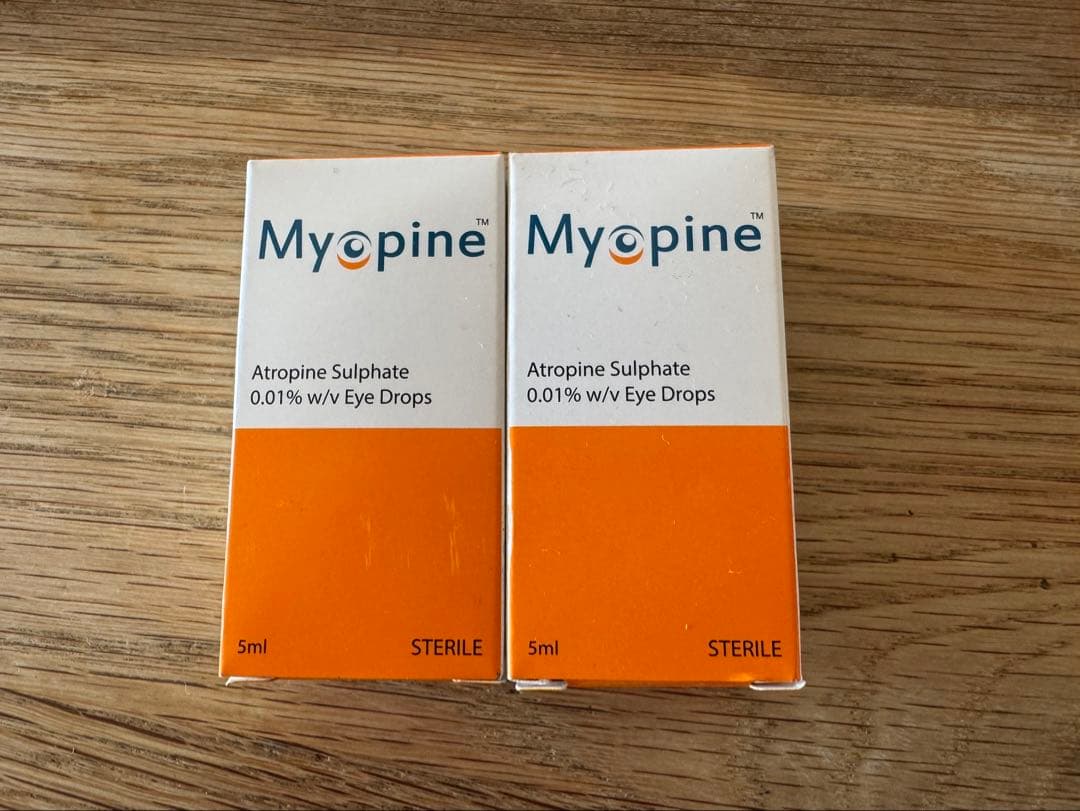 Myopine™
Atropine Sulphate
0.01% w/v Eye Drops
5ml STERILE
Myopine™
Atropine Sulphate
0.01% w/v Eye Drops
5ml STERILE